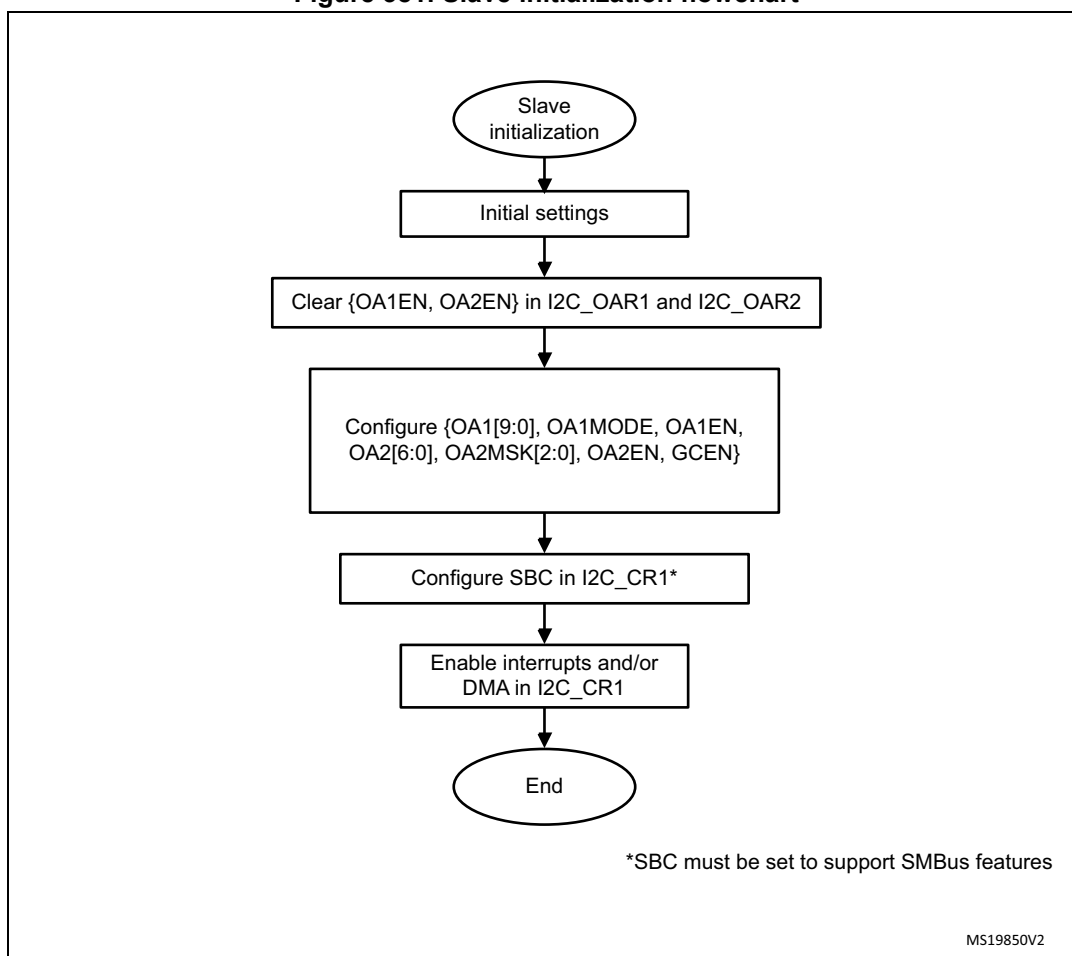 Slave
initialization
Initial settings
Clear {OA1EN, OA2EN} in I2C_OAR1 and I2C_OAR2
Configure {OA1[9:0], OA1MODE, OA1EN,
OA2[6:0], OA2MSK[2:0], OA2EN, GCEN}
Configure SBC in I2C_CR1*
Enable interrupts and/or
DMA in I2C_CR1
End
*SBC must be set to support SMBus features
MS19850V2